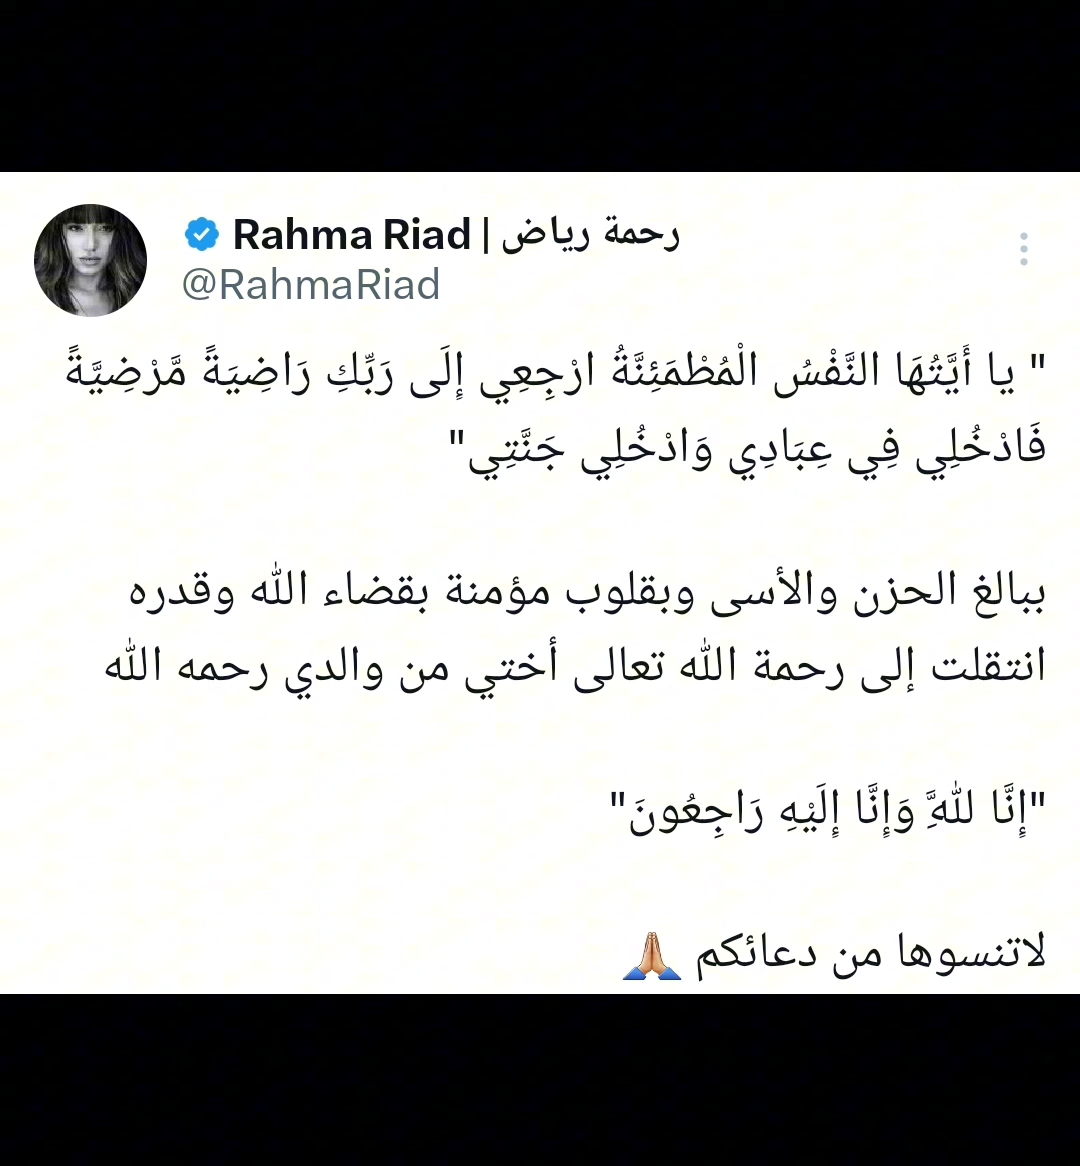 Rahma Riad | رحمة رياض
@RahmaRiad
" يا أَيَّتُهَا النَّفْسُ الْمُطْمَئِنَّةُ ارْجِعِي إِلَى رَبِّكِ رَاضِيَةً مَّرْضِيَّةً
فَادْخُلِي فِي عِبَادِي وَادْخُلِي جَنَّتِي"
ببالغ الحزن والأسى وبقلوب مؤمنة بقضاء الله وقدره
انتقلت إلى رحمة الله تعالى أختي من والدي رحمه الله
"إنَّا للهَِّ وَإِنَّا إِلَيْهِ رَاجِعُونَ"
لاتنسوها من دعائكم 🙏🏼